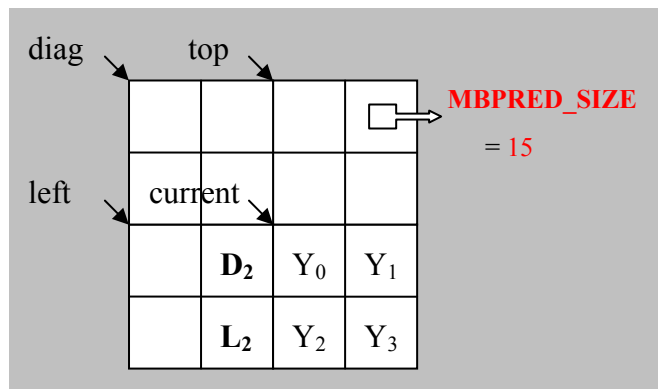 diag top
MBPRED_SIZE
= 15
left current
D₂ Y₀ Y₁
L₂ Y₂ Y₃